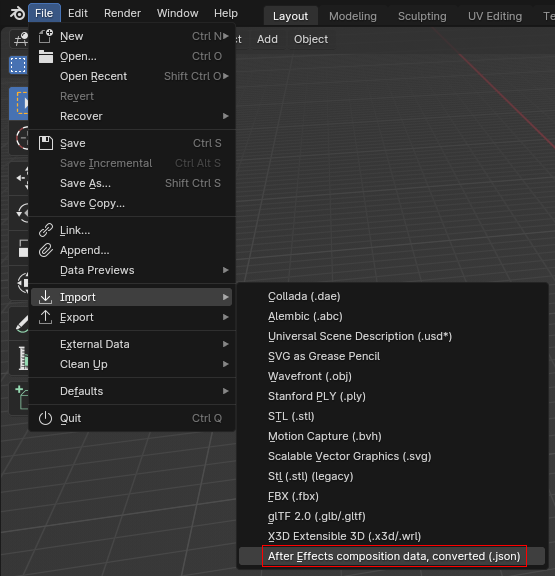 File Edit Render Window Help Layout Modeling Sculpting UV Editing
New Ctrl N
Add Object
Open... Ctrl O
Open Recent Shift Ctrl O
Revert
Recover
Save Ctrl S
Save Incremental Ctrl Alt S
Save As... Shift Ctrl S
Save Copy...
Link...
Append...
Data Previews
Import
Export
External Data
Clean Up
Defaults
Quit Ctrl Q
Collada (.dae)
Alembic (.abc)
Universal Scene Description (.usd*)
SVG as Grease Pencil
Wavefront (.obj)
Stanford PLY (.ply)
STL (.stl)
Motion Capture (.bvh)
Scalable Vector Graphics (.svg)
Stl (.stl) (legacy)
FBX (.fbx)
glTF 2.0 (.glb/.gltf)
X3D Extensible 3D (.x3d/.wrl)
After Effects composition data, converted (.json)